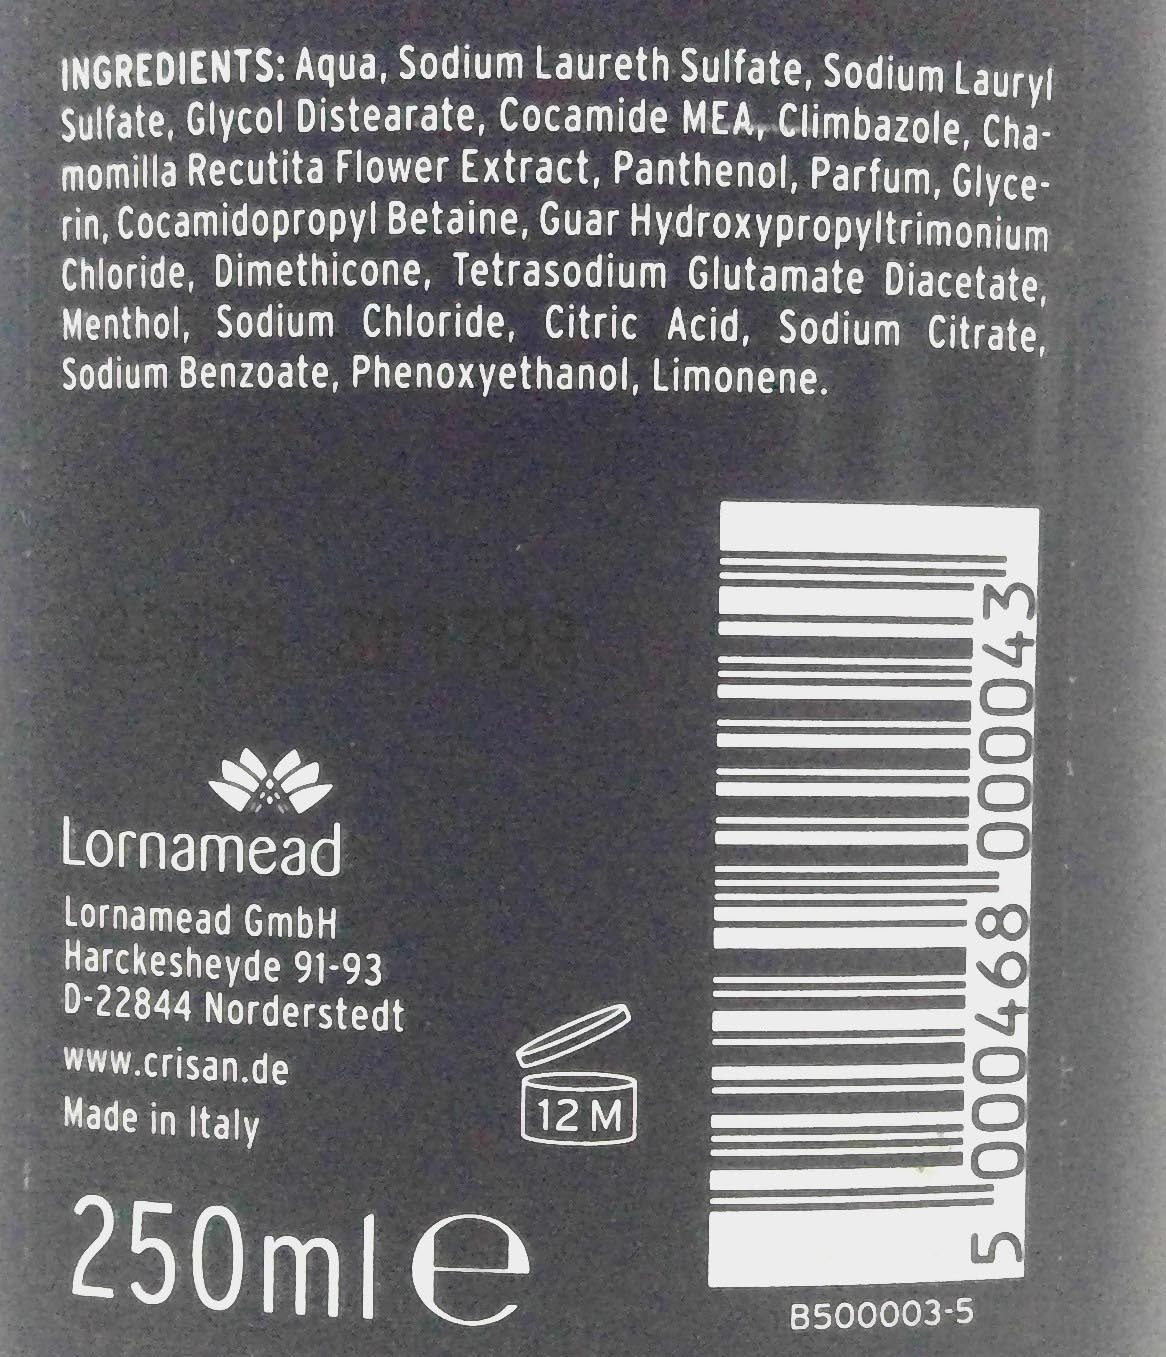 INGREDIENTS: Aqua, Sodium Laureth Sulfate, Sodium Lauryl
Sulfate, Glycol Distearate, Cocamide MEA, Climbazole, Cha-
momilla Recutita Flower Extract, Panthenol, Parfum, Glyce-
rin, Cocamidopropyl Betaine, Guar Hydroxypropyltrimonium
Chloride, Dimethicone, Tetrasodium Glutamate Diacetate,
Menthol, Sodium Chloride, Citric Acid, Sodium Citrate,
Sodium Benzoate, Phenoxyethanol, Limonene.
Lornamead
Lornamead GmbH
Harckesheyde 91-93
D-22844 Norderstedt
www.crisan.de
Made in Italy
12 M
250ml e
5 000468 000043
B500003-5